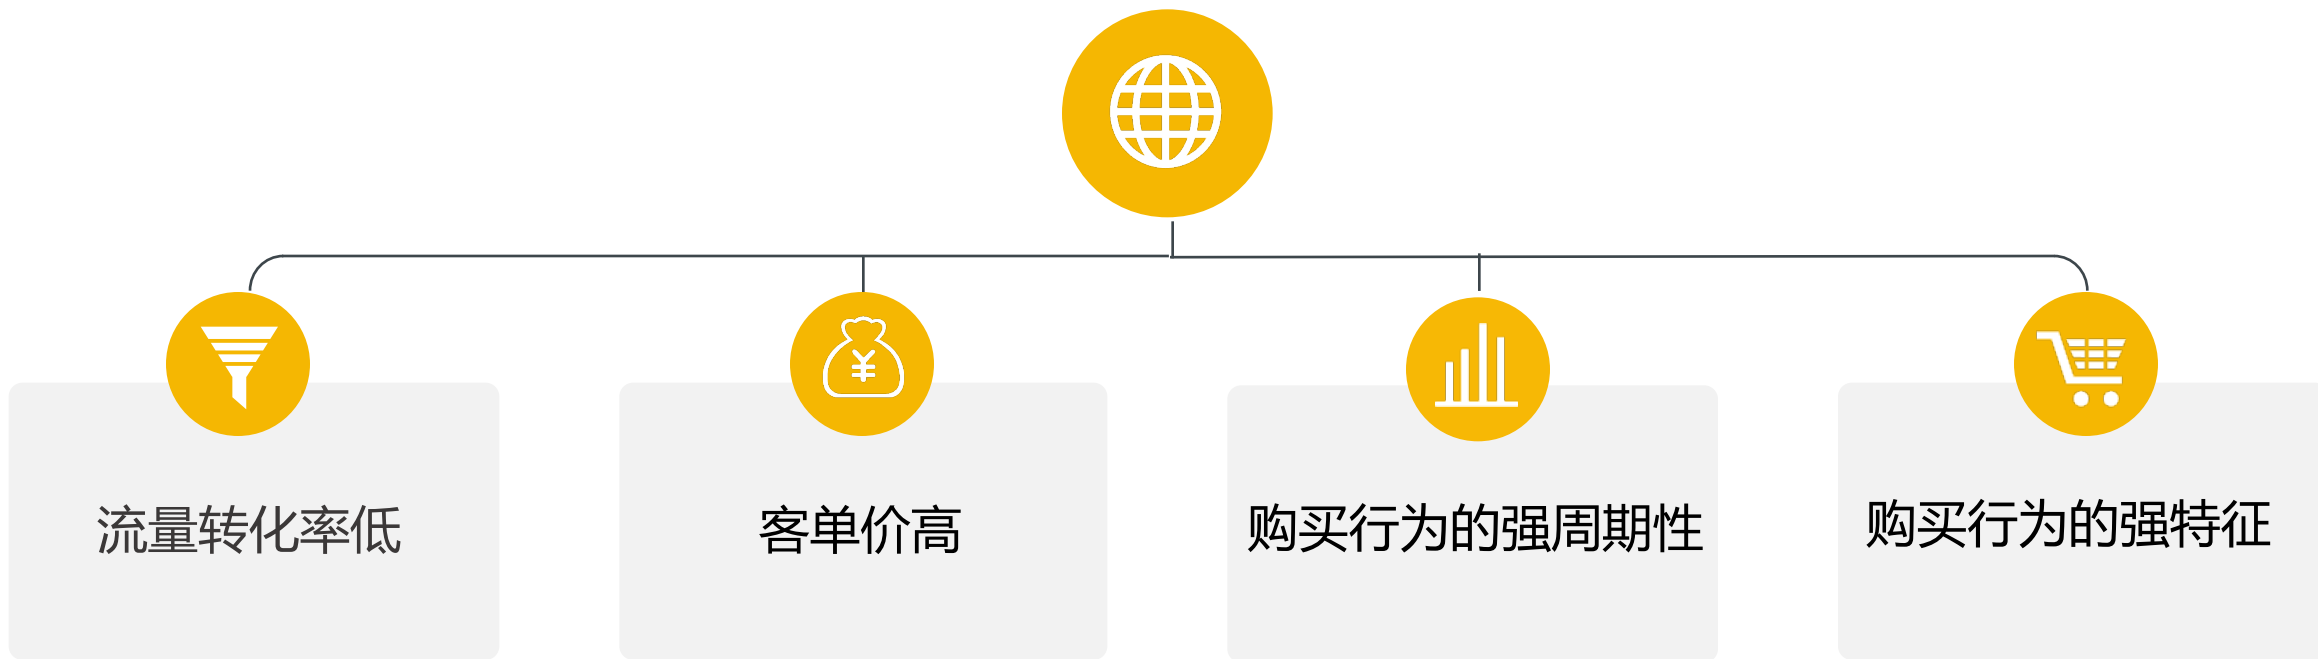 流量转化率低
客单价高
购买行为的强周期性
购买行为的强特征